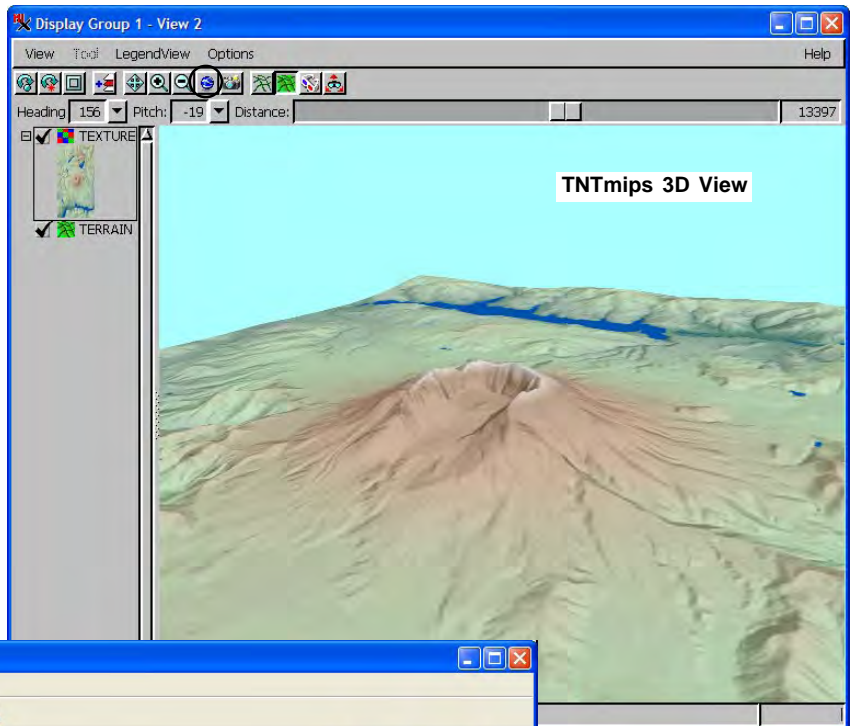 Display Group 1 - View 2
View Tool LegendView Options Help
Heading 156 Pitch: -19 Distance: 13397
TEXTURE
TNTmips 3D View
TERRAIN